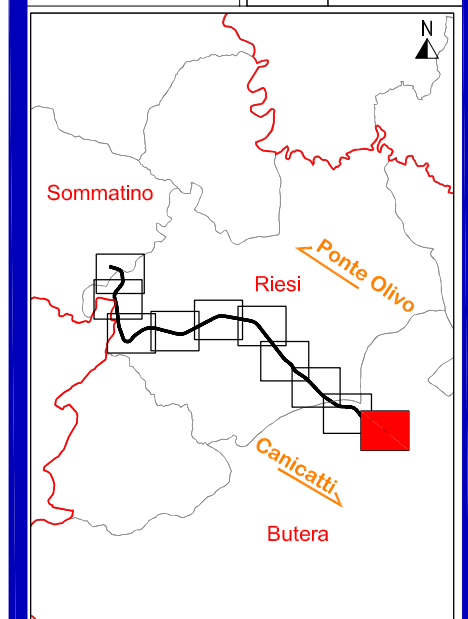 N
Sommatino
Ponte Olivo
Riesi
Canicatti
Butera